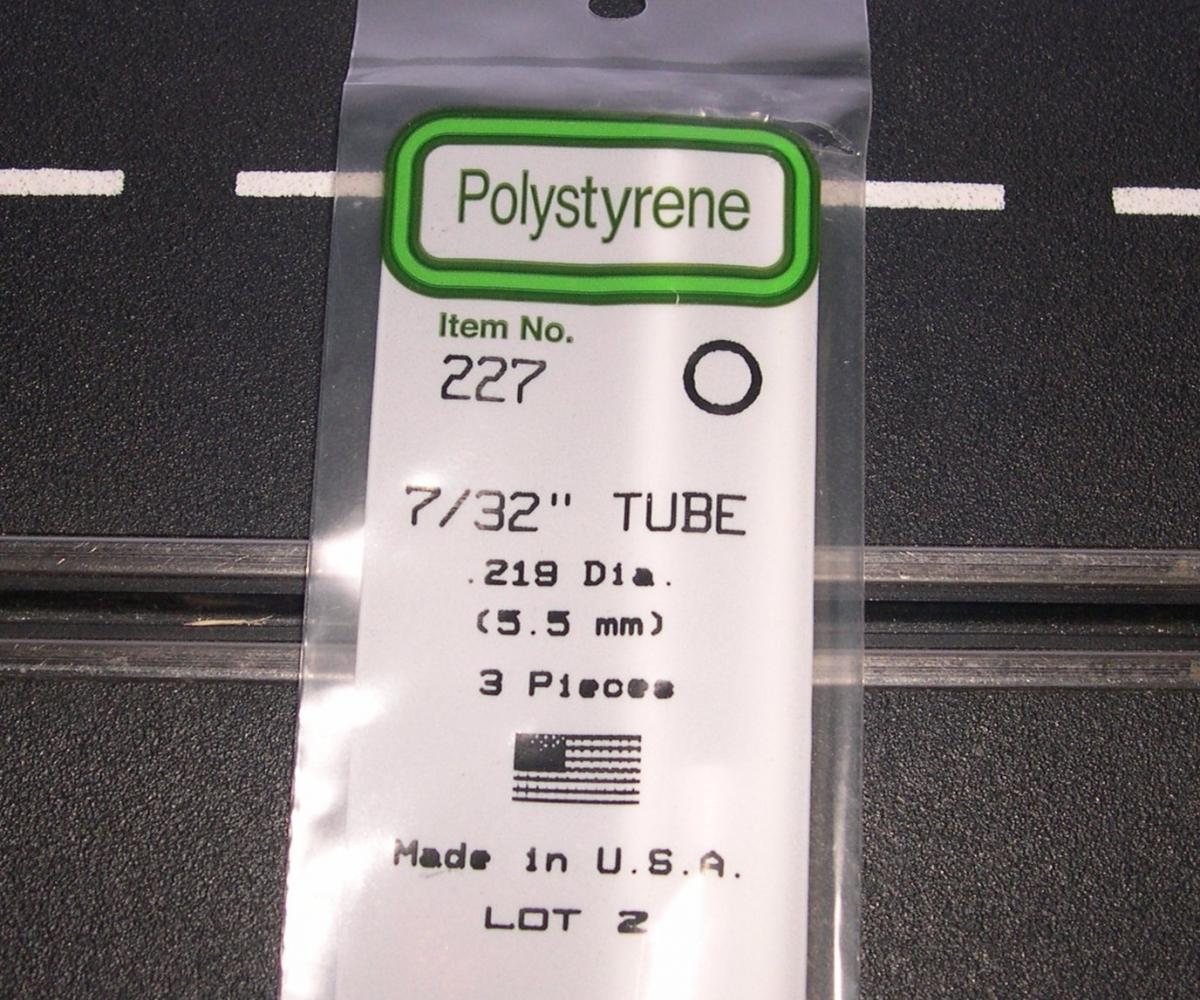 Polystyrene
Item No.
227
7/32" TUBE
.219 Dia.
(5.5 mm)
3 Pieces
Made in U.S.A.
LOT 2